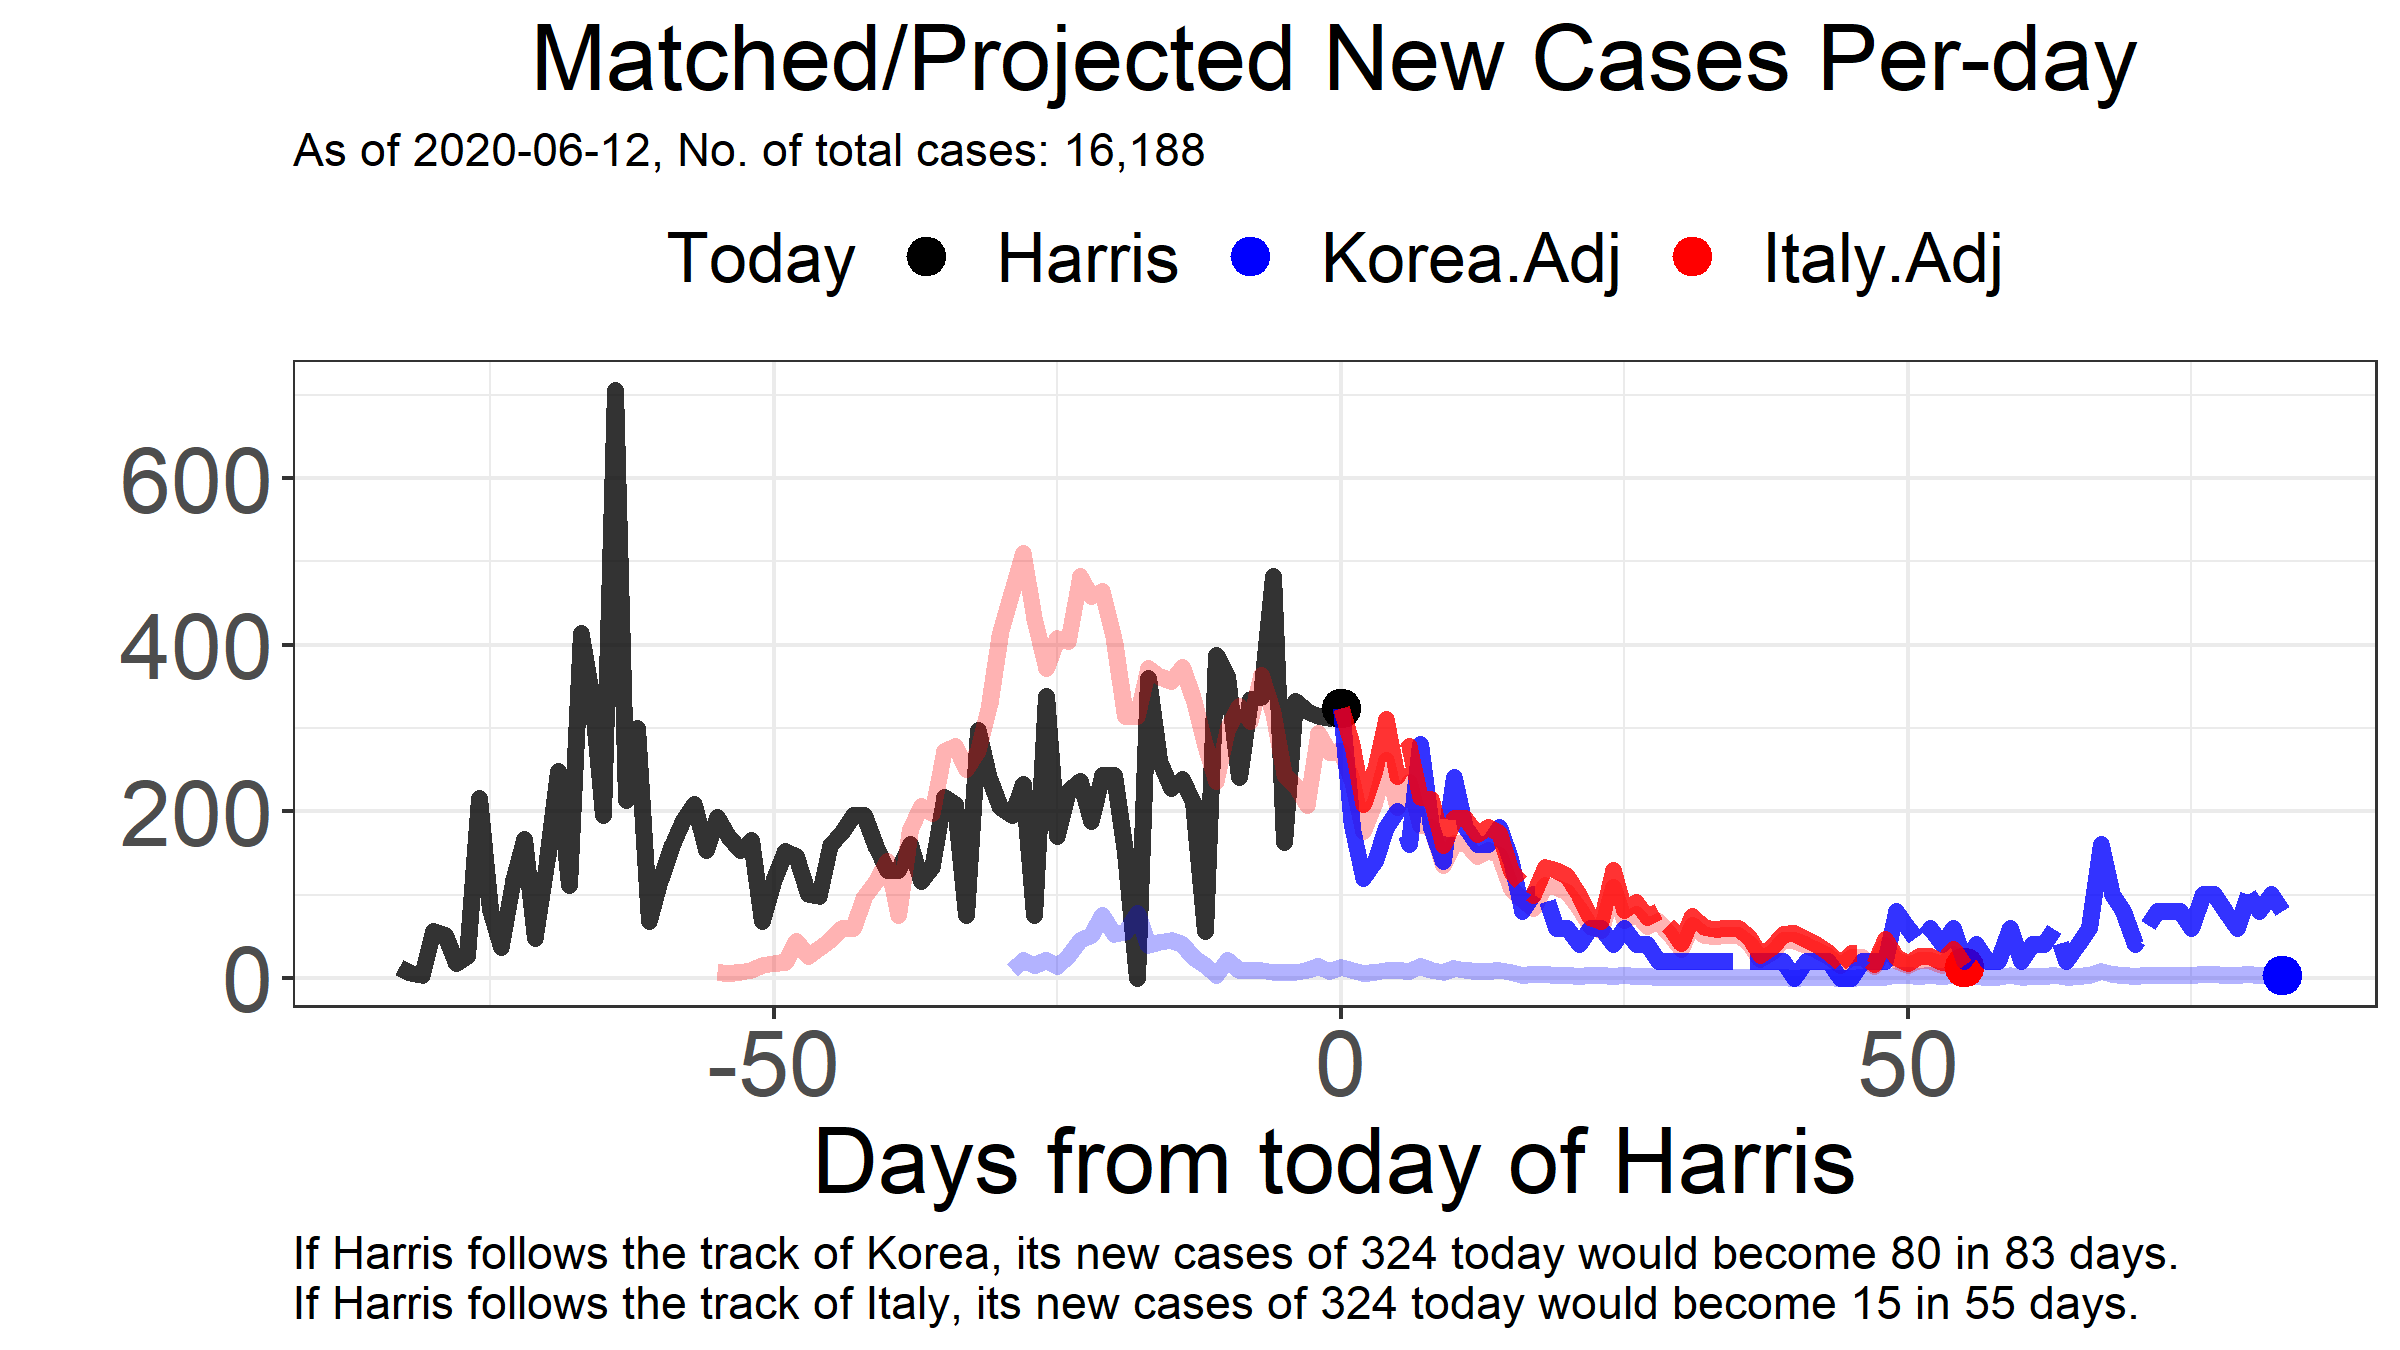 Matched/Projected New Cases Per-day
As of 2020-06-12, No. of total cases: 16,188
Today Harris Korea.Adj Italy.Adj
600
400
200
0
-50 0 50
Days from today of Harris
If Harris follows the track of Korea, its new cases of 324 today would become 80 in 83 days.
If Harris follows the track of Italy, its new cases of 324 today would become 15 in 55 days.